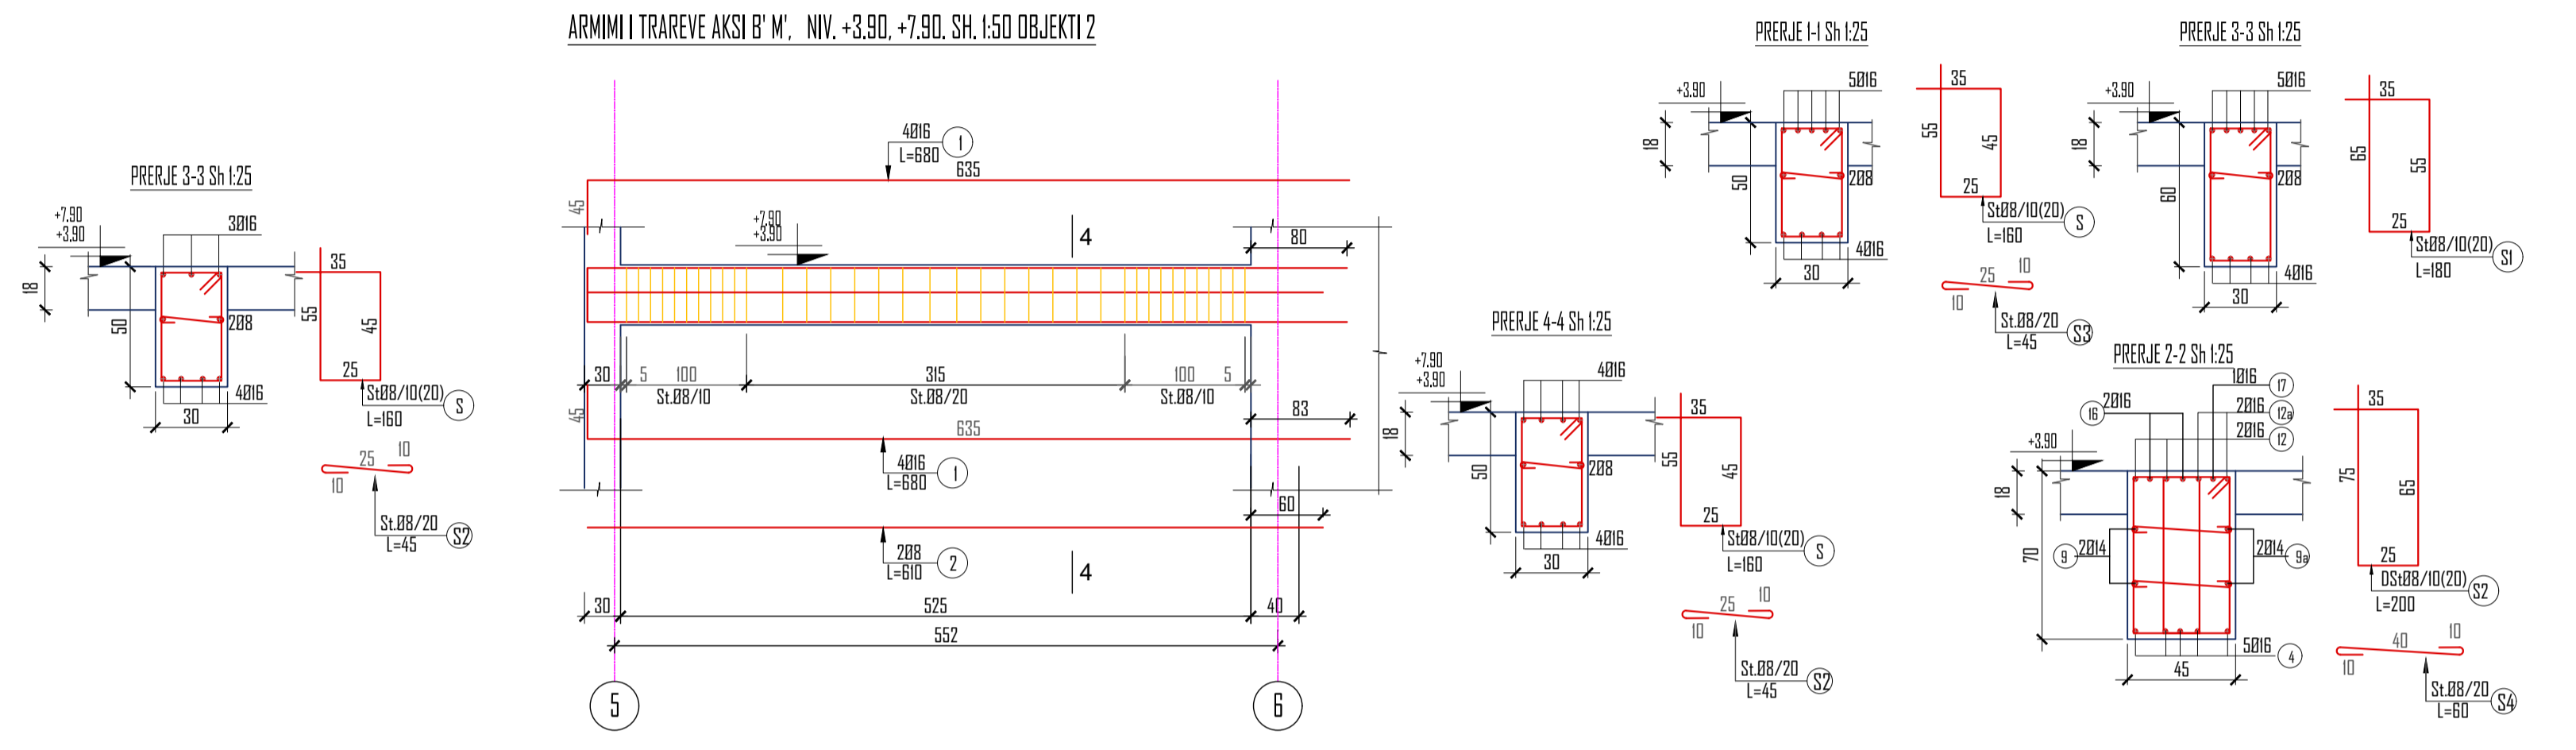 ARMIMI I TRAREVE AKSI B' M', NIV. +3.90, +7.90. SH. 1:50 OBJEKTI 2
PRERJE 3-3 Sh 1:25
+7.90
+3.90
3Ø16
18
50
2Ø8
4Ø16
30
35
55
45
25
StØ8/10(20)
L=160
S
25
10
10
St.Ø8/20
L=45
S2
4Ø16
L=680
1
635
45
+7.90
+3.90
4
80
30
5
100
St.Ø8/10
315
St.Ø8/20
100
5
St.Ø8/10
83
45
635
4Ø16
L=680
1
60
2Ø8
L=610
2
4
30
525
40
552
5
6
PRERJE 4-4 Sh 1:25
+7.90
+3.90
4Ø16
18
50
2Ø8
4Ø16
30
35
55
45
25
StØ8/10(20)
L=160
S
25
10
10
St.Ø8/20
L=45
S2
PRERJE 1-1 Sh 1:25
+3.90
5Ø16
18
50
2Ø8
4Ø16
30
35
55
45
25
StØ8/10(20)
L=160
S
25
10
10
St.Ø8/20
L=45
S3
PRERJE 3-3 Sh 1:25
+3.90
5Ø16
18
60
2Ø8
4Ø16
30
35
65
55
25
StØ8/10(20)
L=180
S1
PRERJE 2-2 Sh 1:25
1Ø16
17
16
2Ø16
2Ø16
12a
2Ø16
12
+3.90
18
70
9
2Ø14
2Ø14
9a
5Ø16
4
45
35
75
65
25
DStØ8/10(20)
L=200
S2
40
10
10
St.Ø8/20
L=60
S4